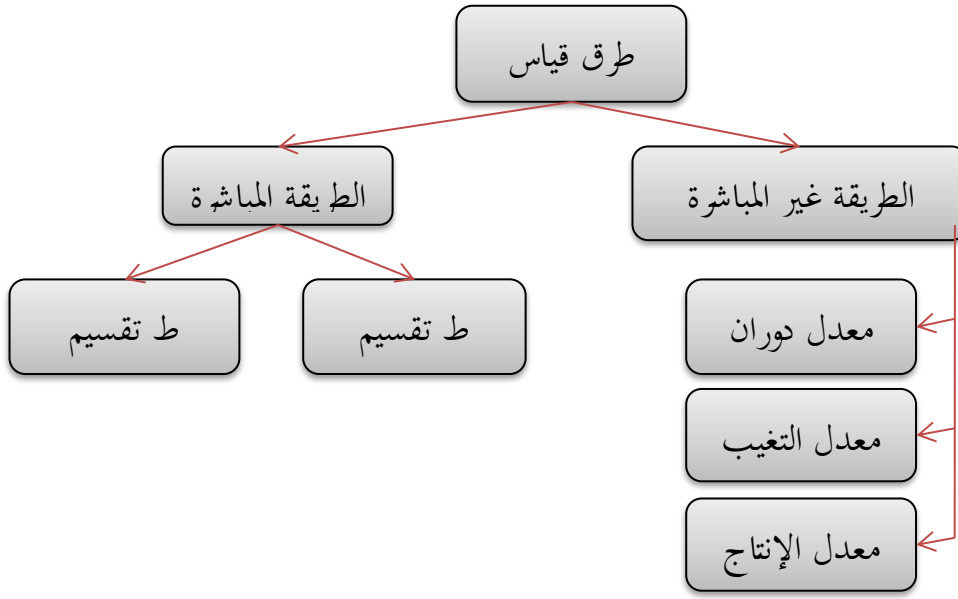 طرق قياس
الطريقة غير المباشرة
الطريقة المباشرة
معدل دوران
معدل التغيب
معدل الإنتاج
ط تقسيم
ط تقسيم